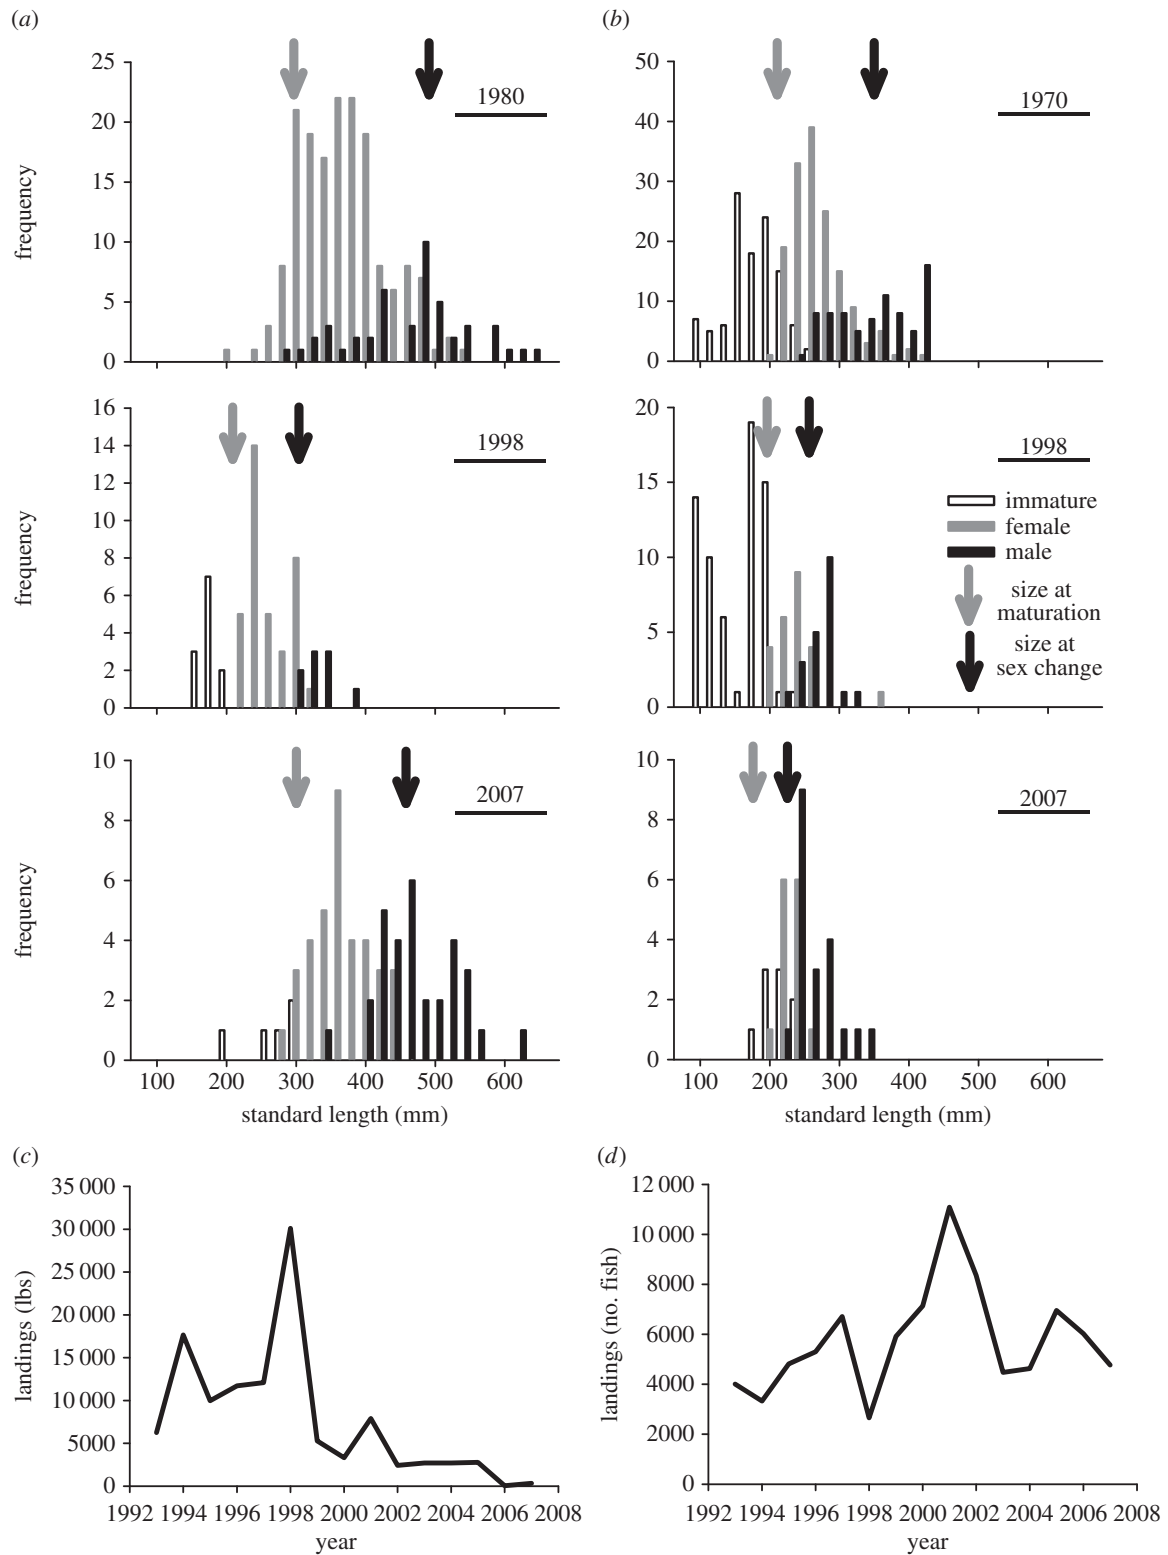 (a)
(b)
25
20
15
10
5
0
frequency
1980
50
40
30
20
10
0
1970
16
14
12
10
8
6
4
2
0
frequency
1998
20
15
10
5
0
1998
immature
female
male
size at
maturation
size at
sex change
10
8
6
4
2
0
frequency
2007
100 200 300 400 500 600
standard length (mm)
10
8
6
4
2
0
2007
100 200 300 400 500 600
standard length (mm)
(c)
(d)
35 000
30 000
25 000
20 000
15 000
10 000
5000
0
landings (lbs)
1992 1994 1996 1998 2000 2002 2004 2006 2008
year
12 000
10 000
8000
6000
4000
2000
0
landings (no. fish)
1992 1994 1996 1998 2000 2002 2004 2006 2008
year